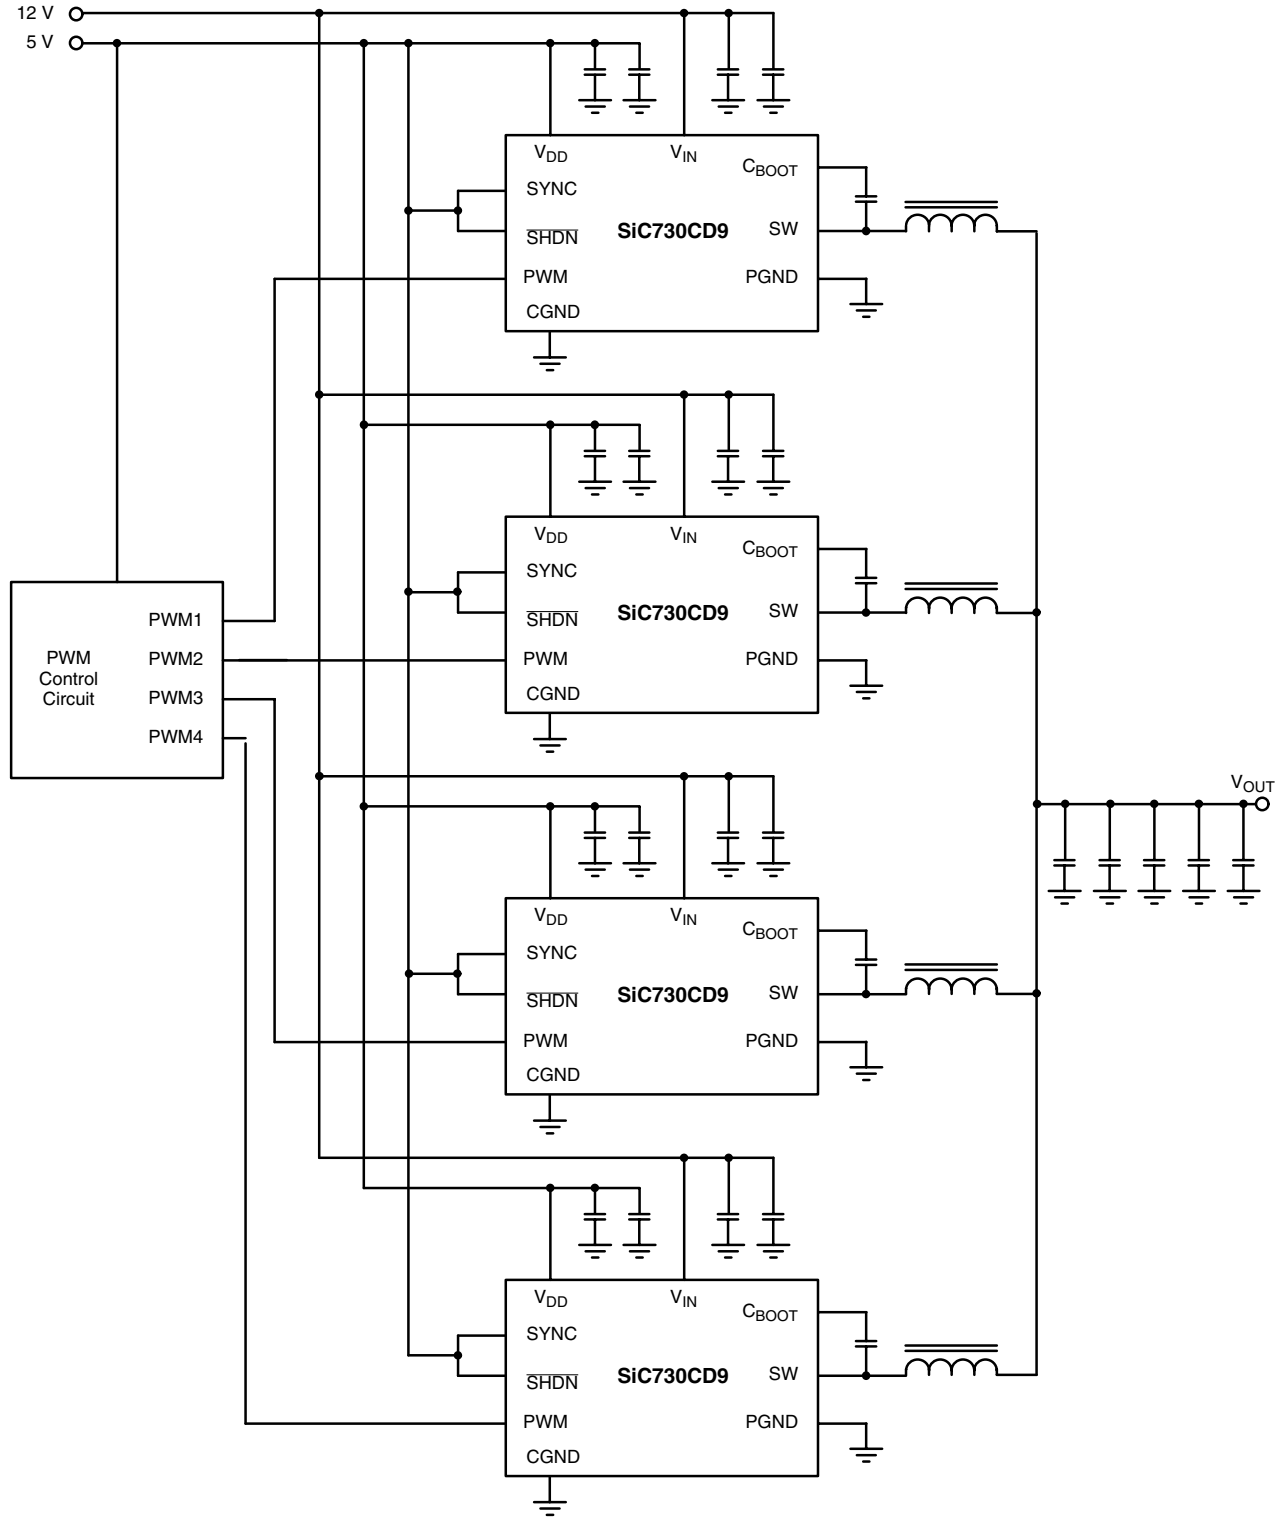 12 V
5 V
VDD
VIN
CBOOT
SYNC
SHDN
SiC730CD9
SW
PWM
PGND
CGND
VDD
VIN
CBOOT
SYNC
SHDN
SiC730CD9
SW
PWM
PGND
CGND
PWM Control Circuit
PWM1
PWM2
PWM3
PWM4
VOUT
VDD
VIN
CBOOT
SYNC
SHDN
SiC730CD9
SW
PWM
PGND
CGND
VDD
VIN
CBOOT
SYNC
SHDN
SiC730CD9
SW
PWM
PGND
CGND